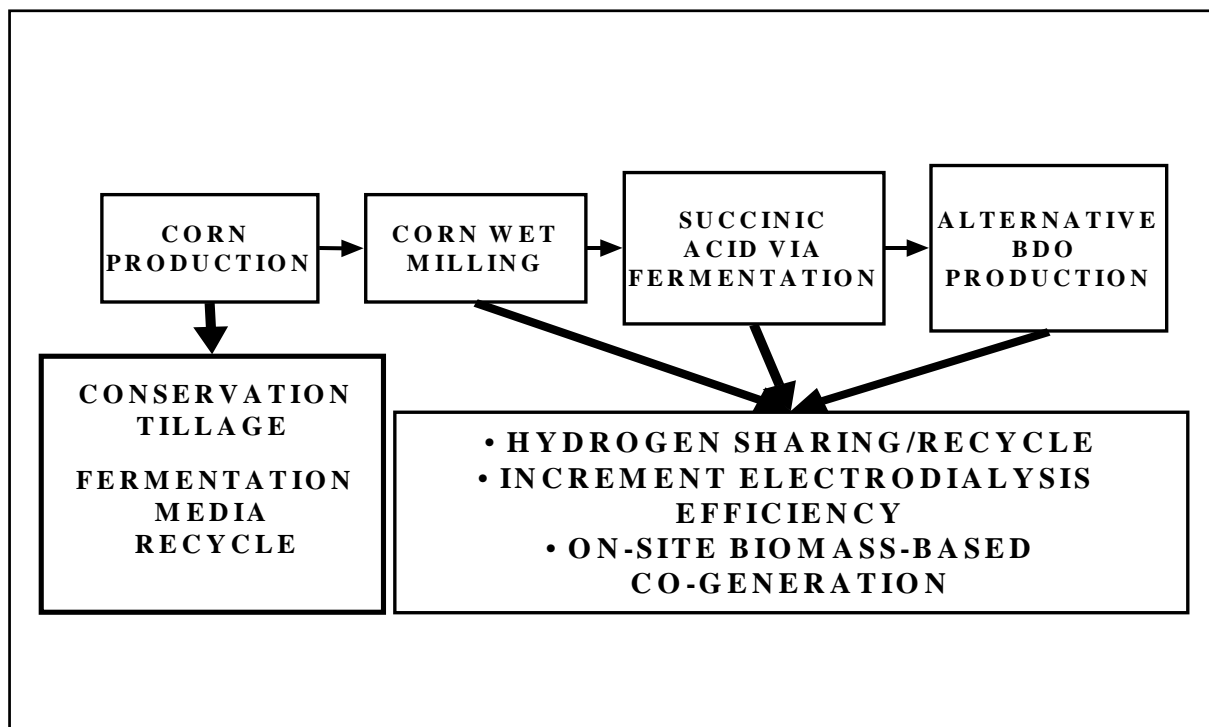 CORN
PRODUCTION
CORN WET
MILLING
SUCCINIC
ACID VIA
FERMENTATION
ALTERNATIVE
BDO
PRODUCTION
CONSERVATION
TILLAGE
FERMENTATION
MEDIA
RECYCLE
• HYDROGEN SHARING/RECYCLE
• INCREMENT ELECTRODIALYSIS
EFFICIENCY
• ON-SITE BIOMASS-BASED
CO-GENERATION